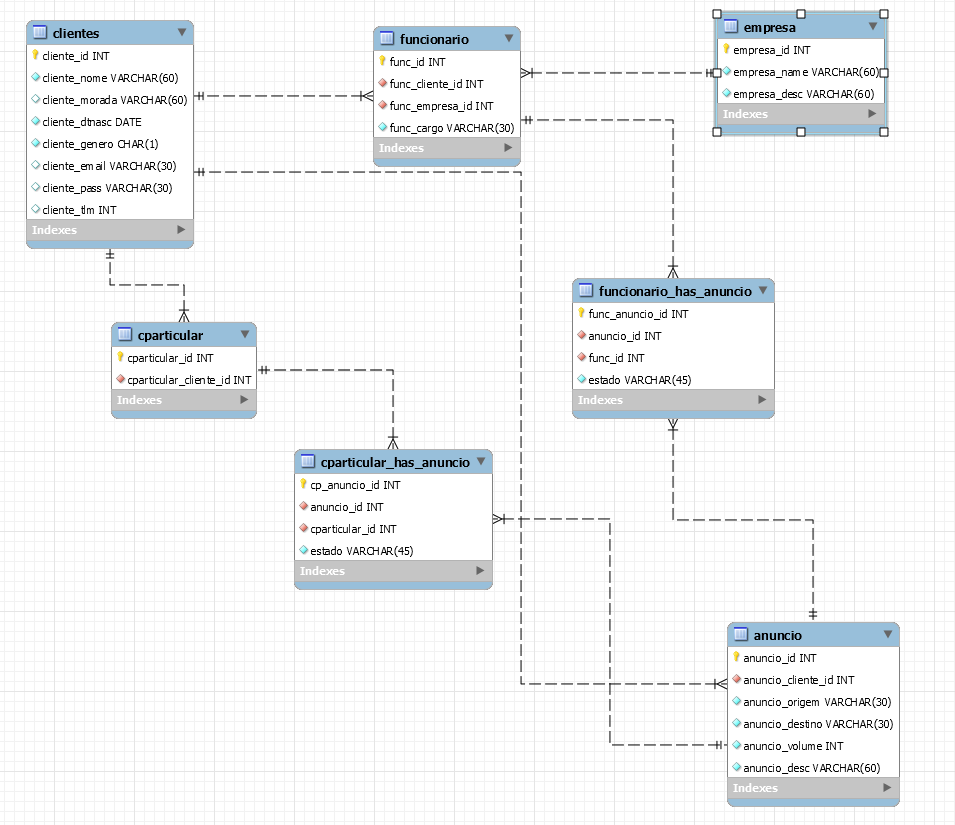 clientes
cliente_id INT
cliente_nome VARCHAR(60)
cliente_morada VARCHAR(60)
cliente_dtnasc DATE
cliente_genero CHAR(1)
cliente_email VARCHAR(30)
cliente_pass VARCHAR(30)
cliente_tlm INT
Indexes
funcionario
func_id INT
func_cliente_id INT
func_empresa_id INT
func_cargo VARCHAR(30)
Indexes
empresa
empresa_id INT
empresa_name VARCHAR(60)
empresa_desc VARCHAR(60)
Indexes
cparticular
cparticular_id INT
cparticular_cliente_id INT
Indexes
funcionario_has_anuncio
func_anuncio_id INT
anuncio_id INT
func_id INT
estado VARCHAR(45)
Indexes
cparticular_has_anuncio
cp_anuncio_id INT
anuncio_id INT
cparticular_id INT
estado VARCHAR(45)
Indexes
anuncio
anuncio_id INT
anuncio_cliente_id INT
anuncio_origem VARCHAR(30)
anuncio_destino VARCHAR(30)
anuncio_volume INT
anuncio_desc VARCHAR(60)
Indexes